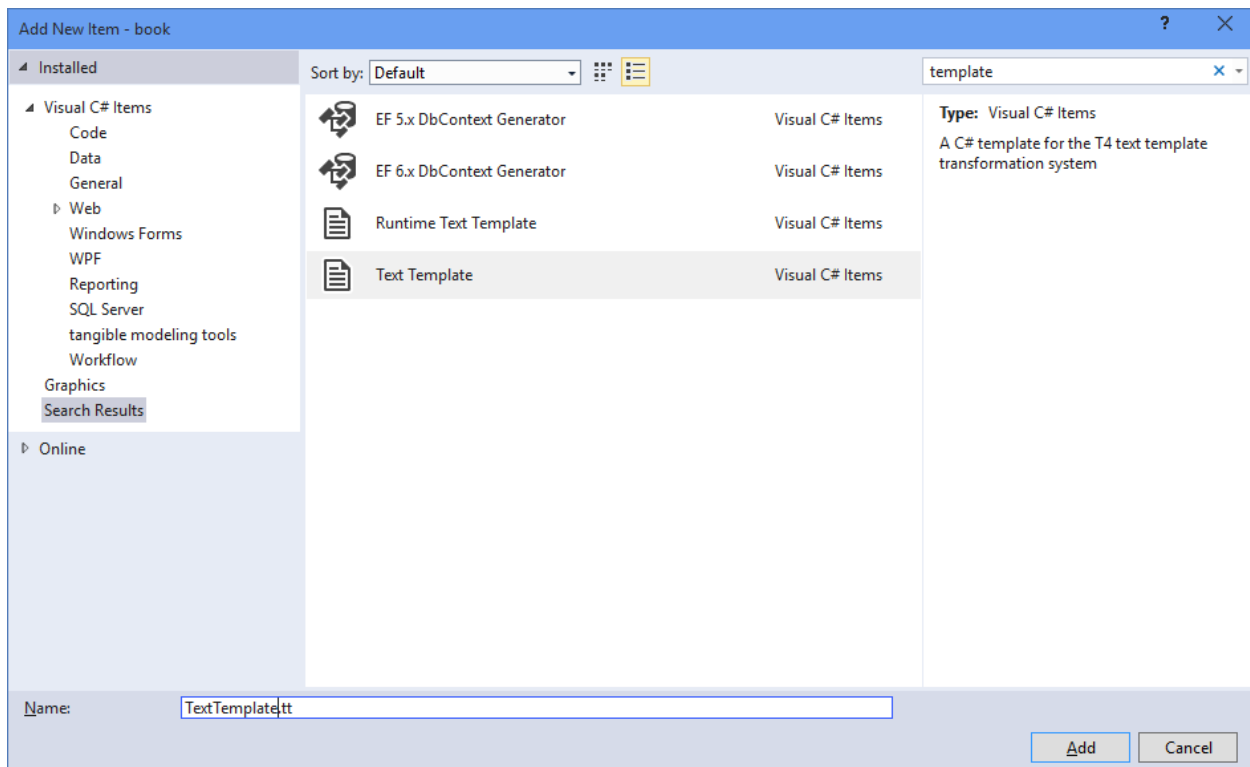 Add New Item - book
?
Installed
Sort by: Default
template
Visual C# Items
Code
Data
General
Web
Windows Forms
WPF
Reporting
SQL Server
tangible modeling tools
Workflow
Graphics
Search Results
Online
EF 5.x DbContext Generator Visual C# Items
EF 6.x DbContext Generator Visual C# Items
Runtime Text Template Visual C# Items
Text Template Visual C# Items
Type: Visual C# Items
A C# template for the T4 text template
transformation system
Name: TextTemplate.tt
Add Cancel